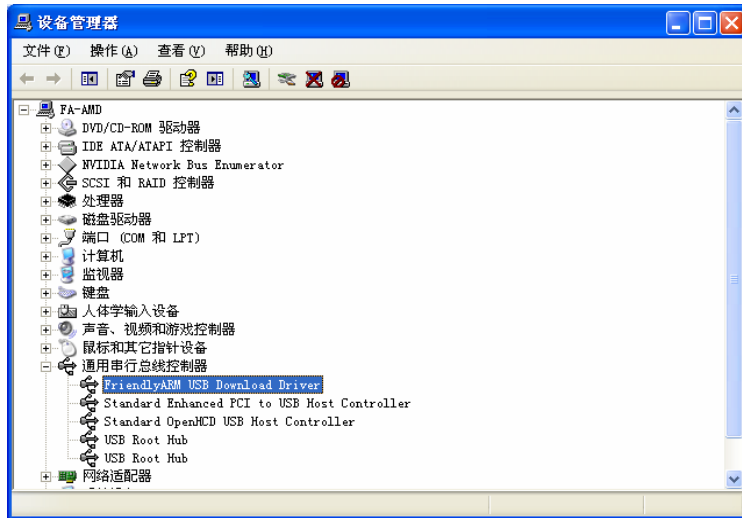 设备管理器
文件(F) 操作(A) 查看(V) 帮助(H)
FA-AMD
DVD/CD-ROM 驱动器
IDE ATA/ATAPI 控制器
NVIDIA Network Bus Enumerator
SCSI 和 RAID 控制器
处理器
磁盘驱动器
端口 (COM 和 LPT)
计算机
监视器
键盘
人体学输入设备
声音、视频和游戏控制器
鼠标和其它指针设备
通用串行总线控制器
FriendlyARM USB Download Driver
Standard Enhanced PCI to USB Host Controller
Standard OpenHCD USB Host Controller
USB Root Hub
USB Root Hub
网络适配器